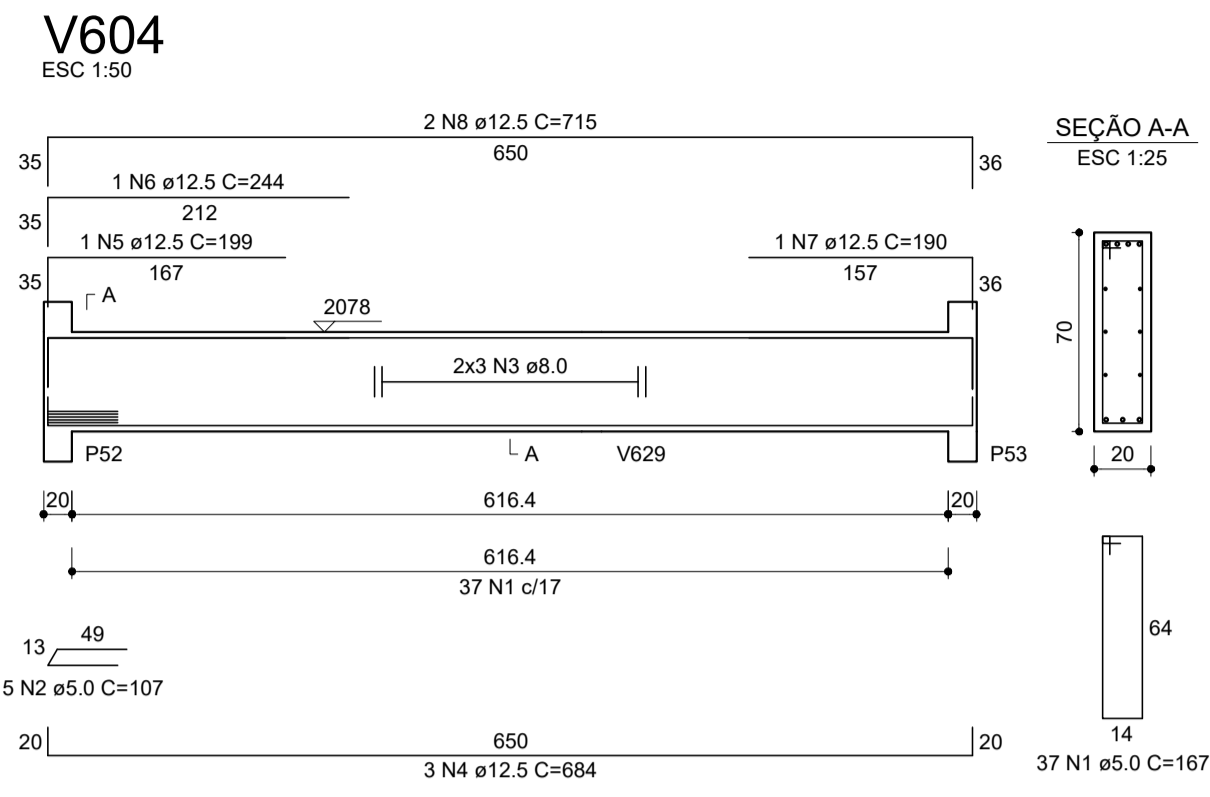 V604
ESC 1:50
2 N8 ø12.5 C=715
35
650
36
1 N6 ø12.5 C=244
35
212
1 N5 ø12.5 C=199
35
167
1 N7 ø12.5 C=190
157
36
A
2078
2x3 N3 ø8.0
P52
A
V629
P53
20
616.4
20
616.4
37 N1 c/17
13
49
5 N2 ø5.0 C=107
20
650
20
3 N4 ø12.5 C=684
SEÇÃO A-A
ESC 1:25
70
20
64
14
37 N1 ø5.0 C=167